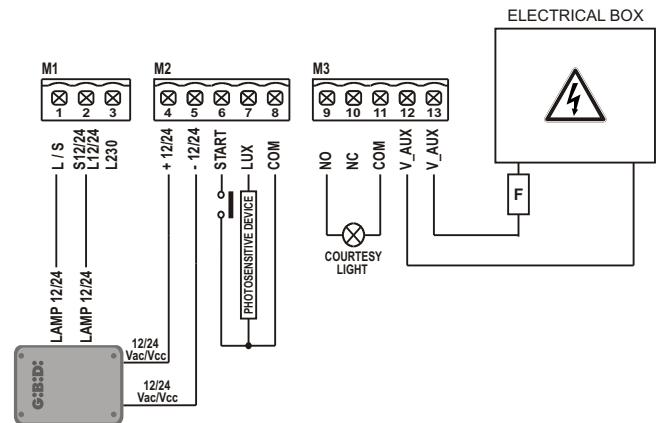 ELECTRICAL BOX
M1
M2
M3
1 2 3
4 5 6 7 8
9 10 11 12 13
L / S
S12/24
L12/24
L230
+ 12/24
- 12/24
START
LUX
COM
NO
NC
COM
V_AUX
V_AUX
F
PHOTOSENSITIVE DEVICE
COURTESY
LIGHT
LAMP 12/24
LAMP 12/24
12/24
Vac/Vcc
12/24
Vac/Vcc
G:B:D: